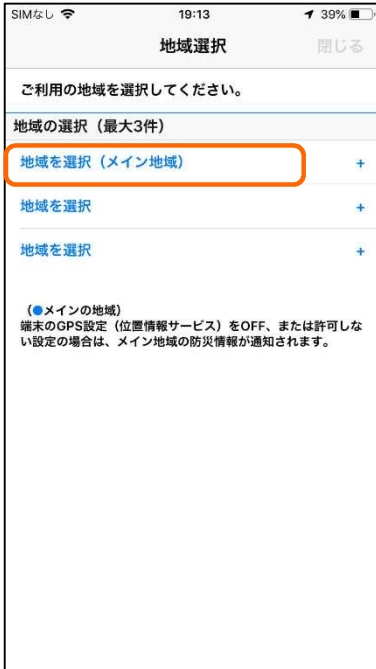 SIMなし 19:13 39%
地域選択 閉じる
ご利用の地域を選択してください。
地域の選択（最大3件）
地域を選択（メイン地域） +
地域を選択 +
地域を選択 +
（●メインの地域）
端末のGPS設定（位置情報サービス）をOFF、または許可しな
い設定の場合は、メイン地域の防災情報が通知されます。